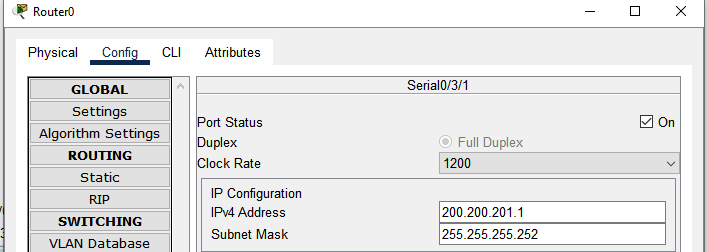 Router0
Physical Config CLI Attributes
GLOBAL
Settings
Algorithm Settings
ROUTING
Static
RIP
SWITCHING
VLAN Database
Serial0/3/1
Port Status On
Duplex Full Duplex
Clock Rate 1200
IP Configuration
IPv4 Address 200.200.201.1
Subnet Mask 255.255.255.252